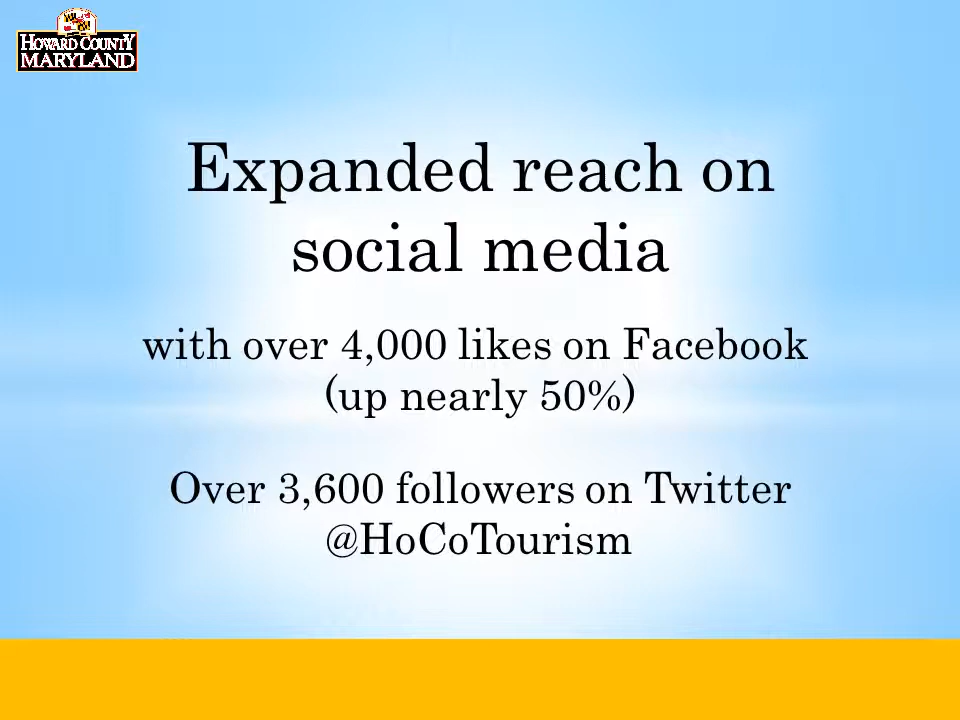 HOWARD COUNTY
MARYLAND
Expanded reach on
social media
with over 4,000 likes on Facebook
(up nearly 50%)
Over 3,600 followers on Twitter
@HoCoTourism